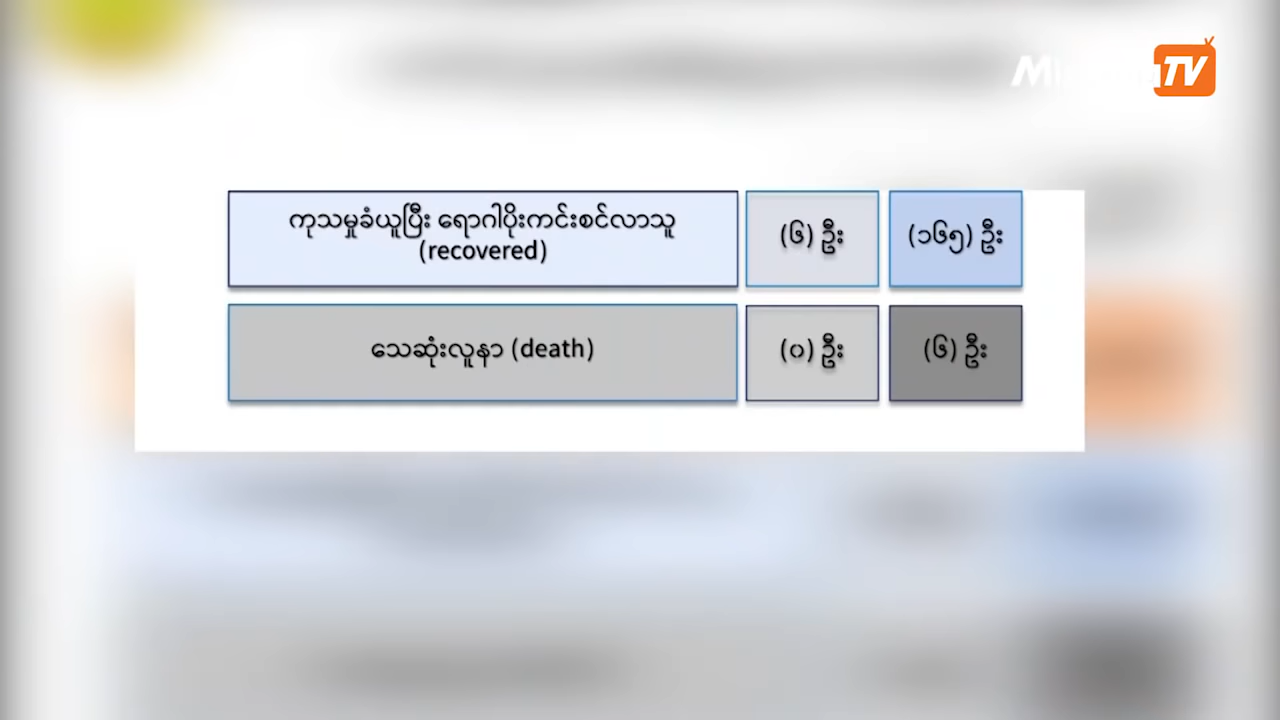 TV
ကုသမှုခံယူပြီး ရောဂါပိုးကင်းစင်လာသူ
(recovered)
(၆) ဦး
(၁၆၅) ဦး
သေဆုံးလူနာ (death)
(၀) ဦး
(၆) ဦး